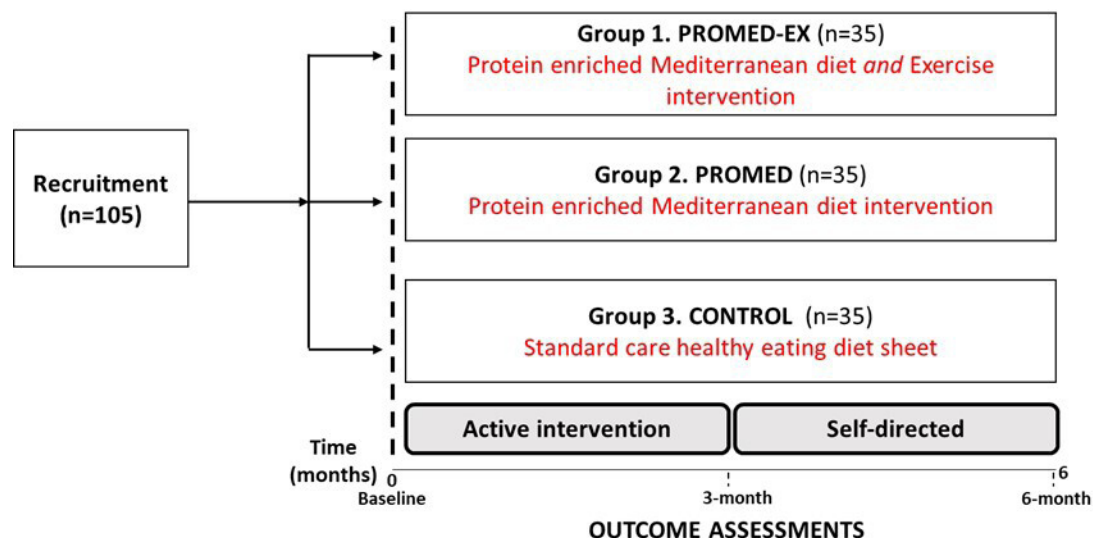 Group 1. PROMED-EX (n=35)
Protein enriched Mediterranean diet and Exercise
intervention
Recruitment
(n=105)
Group 2. PROMED (n=35)
Protein enriched Mediterranean diet intervention
Group 3. CONTROL (n=35)
Standard care healthy eating diet sheet
Active intervention
Self-directed
Time
(months)
0
6
Baseline
3-month
6-month
OUTCOME ASSESSMENTS